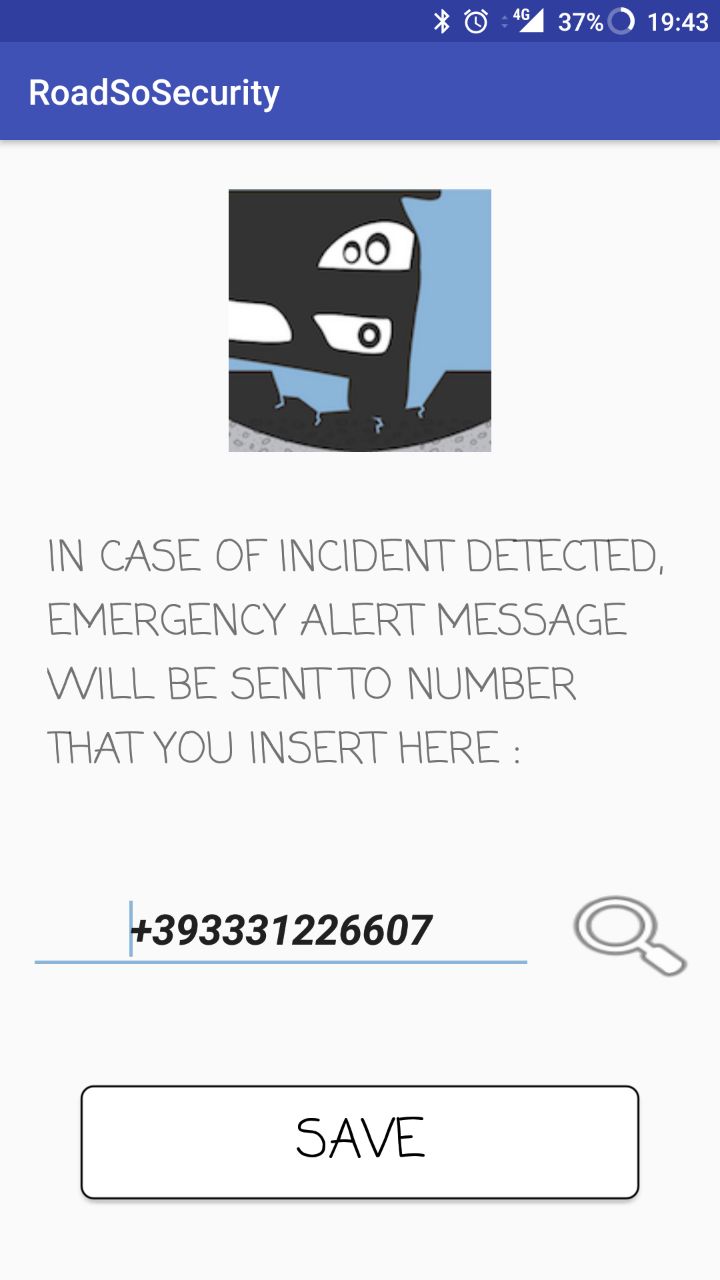 4G 37% 19:43
RoadSoSecurity
IN CASE OF INCIDENT DETECTED,
EMERGENCY ALERT MESSAGE
WILL BE SENT TO NUMBER
THAT YOU INSERT HERE :
+393331226607
SAVE